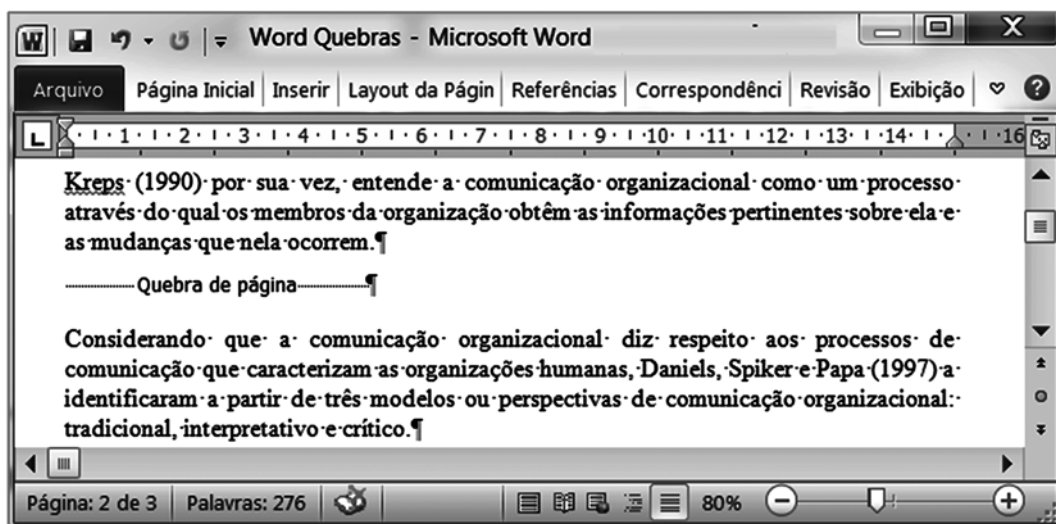 Word Quebras - Microsoft Word
Arquivo Página Inicial Inserir Layout da Págin Referências Correspondênci Revisão Exibição
L 1 2 3 4 5 6 7 8 9 10 11 12 13 14 16
Kreps (1990) por sua vez, entende a comunicação organizacional como um processo
através do qual os membros da organização obtêm as informações pertinentes sobre ela e
as mudanças que nela ocorrem.¶
Quebra de página¶
Considerando que a comunicação organizacional diz respeito aos processos de
comunicação que caracterizam as organizações humanas, Daniels, Spiker e Papa (1997) a
identificaram a partir de três modelos ou perspectivas de comunicação organizacional:
tradicional, interpretativo e crítico.¶
Página: 2 de 3 Palavras: 276 80%